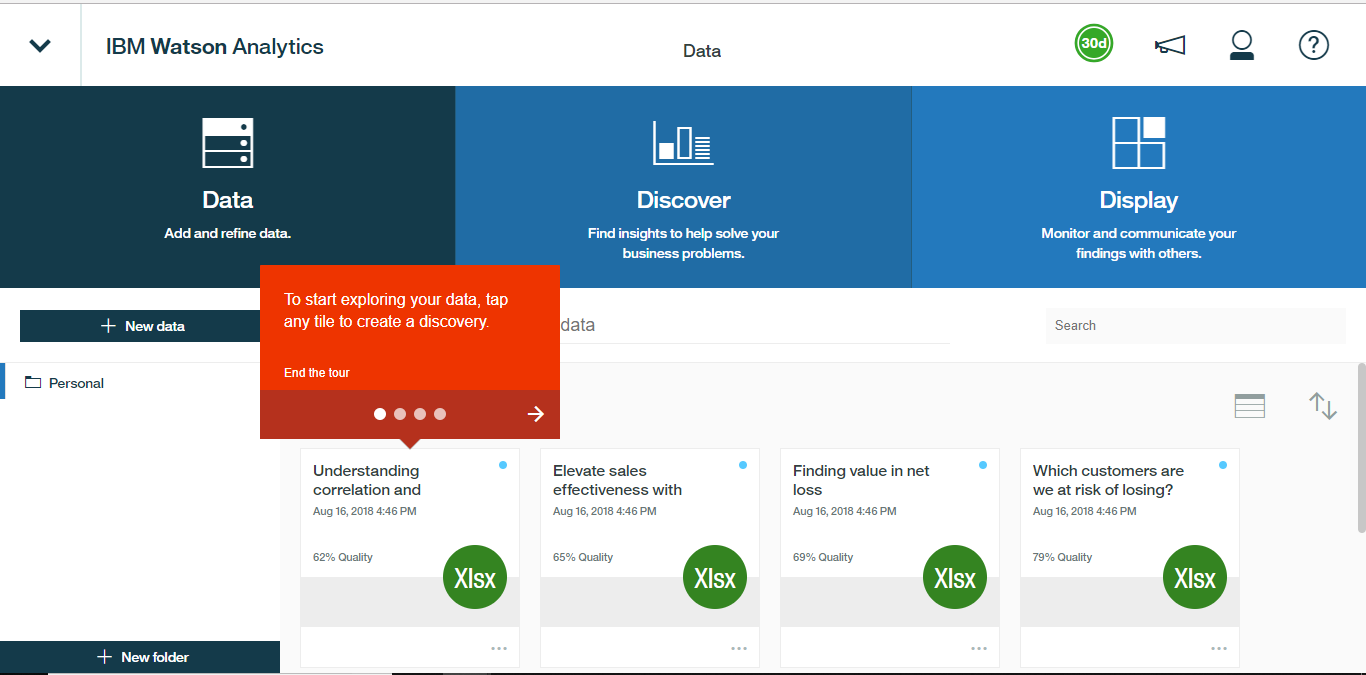 IBM Watson Analytics
Data
30d
?
Data
Add and refine data.
Discover
Find insights to help solve your
business problems.
Display
Monitor and communicate your
findings with others.
To start exploring your data, tap
any tile to create a discovery.
End the tour
+ New data
data
Search
Personal
Understanding
correlation and
Aug 16, 2018 4:46 PM
62% Quality
Xlsx
...
Elevate sales
effectiveness with
Aug 16, 2018 4:46 PM
65% Quality
Xlsx
...
Finding value in net
loss
Aug 16, 2018 4:46 PM
69% Quality
Xlsx
...
Which customers are
we at risk of losing?
Aug 16, 2018 4:46 PM
79% Quality
Xlsx
...
+ New folder